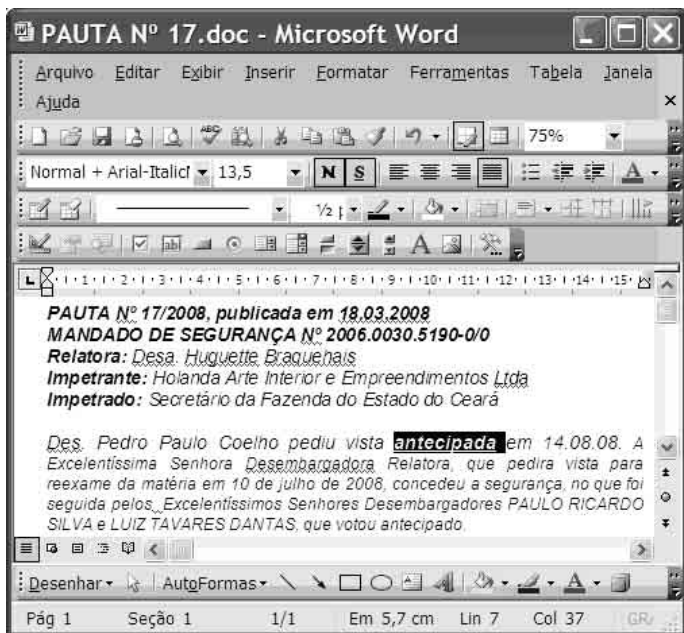 PAUTA Nº 17.doc - Microsoft Word
Arquivo Editar Exibir Inserir Formatar Ferramentas Tabela Janela
Ajuda
75%
Normal + Arial-Italic 13,5 N S A
½
A
PAUTA Nº 17/2008, publicada em 18.03.2008
MANDADO DE SEGURANÇA Nº 2006.0030.5190-0/0
Relatora: Desa. Huguette Braquehais
Impetrante: Holanda Arte Interior e Empreendimentos Ltda
Impetrado: Secretário da Fazenda do Estado do Ceará
Des. Pedro Paulo Coelho pediu vista antecipada em 14.08.08. A
Excelentíssima Senhora Desembargadora Relatora, que pedira vista para
reexame da matéria em 10 de julho de 2008, concedeu a segurança, no que foi
seguida pelos Excelentíssimos Senhores Desembargadores PAULO RICARDO
SILVA e LUIZ TAVARES DANTAS, que votou antecipado.
Desenhar AutoFormas A
Pág 1 Seção 1 1/1 Em 5,7 cm Lin 7 Col 37